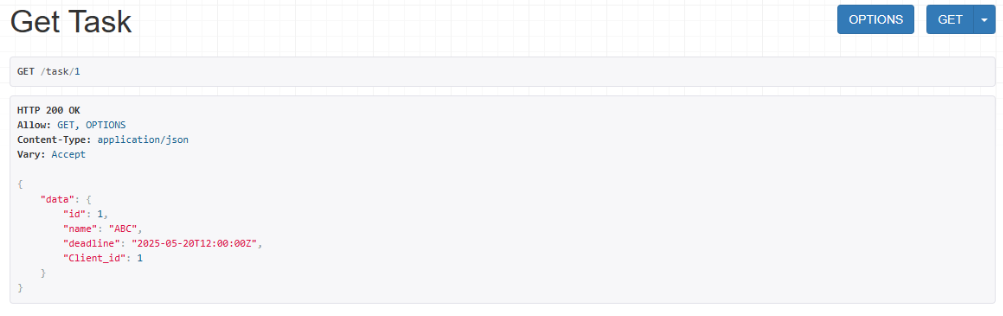 Get Task
OPTIONS
GET
GET /task/1
HTTP 200 OK
Allow: GET, OPTIONS
Content-Type: application/json
Vary: Accept
{
    "data": {
        "id": 1,
        "name": "ABC",
        "deadline": "2025-05-20T12:00:00Z",
        "Client_id": 1
    }
}